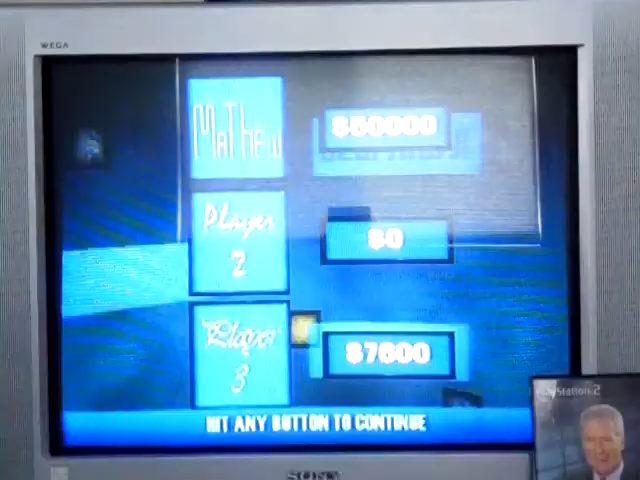 WEGA
MaThew
$50000
Player
2
$0
Player
3
$7600
HIT ANY BUTTON TO CONTINUE
PlayStation 2
SONY